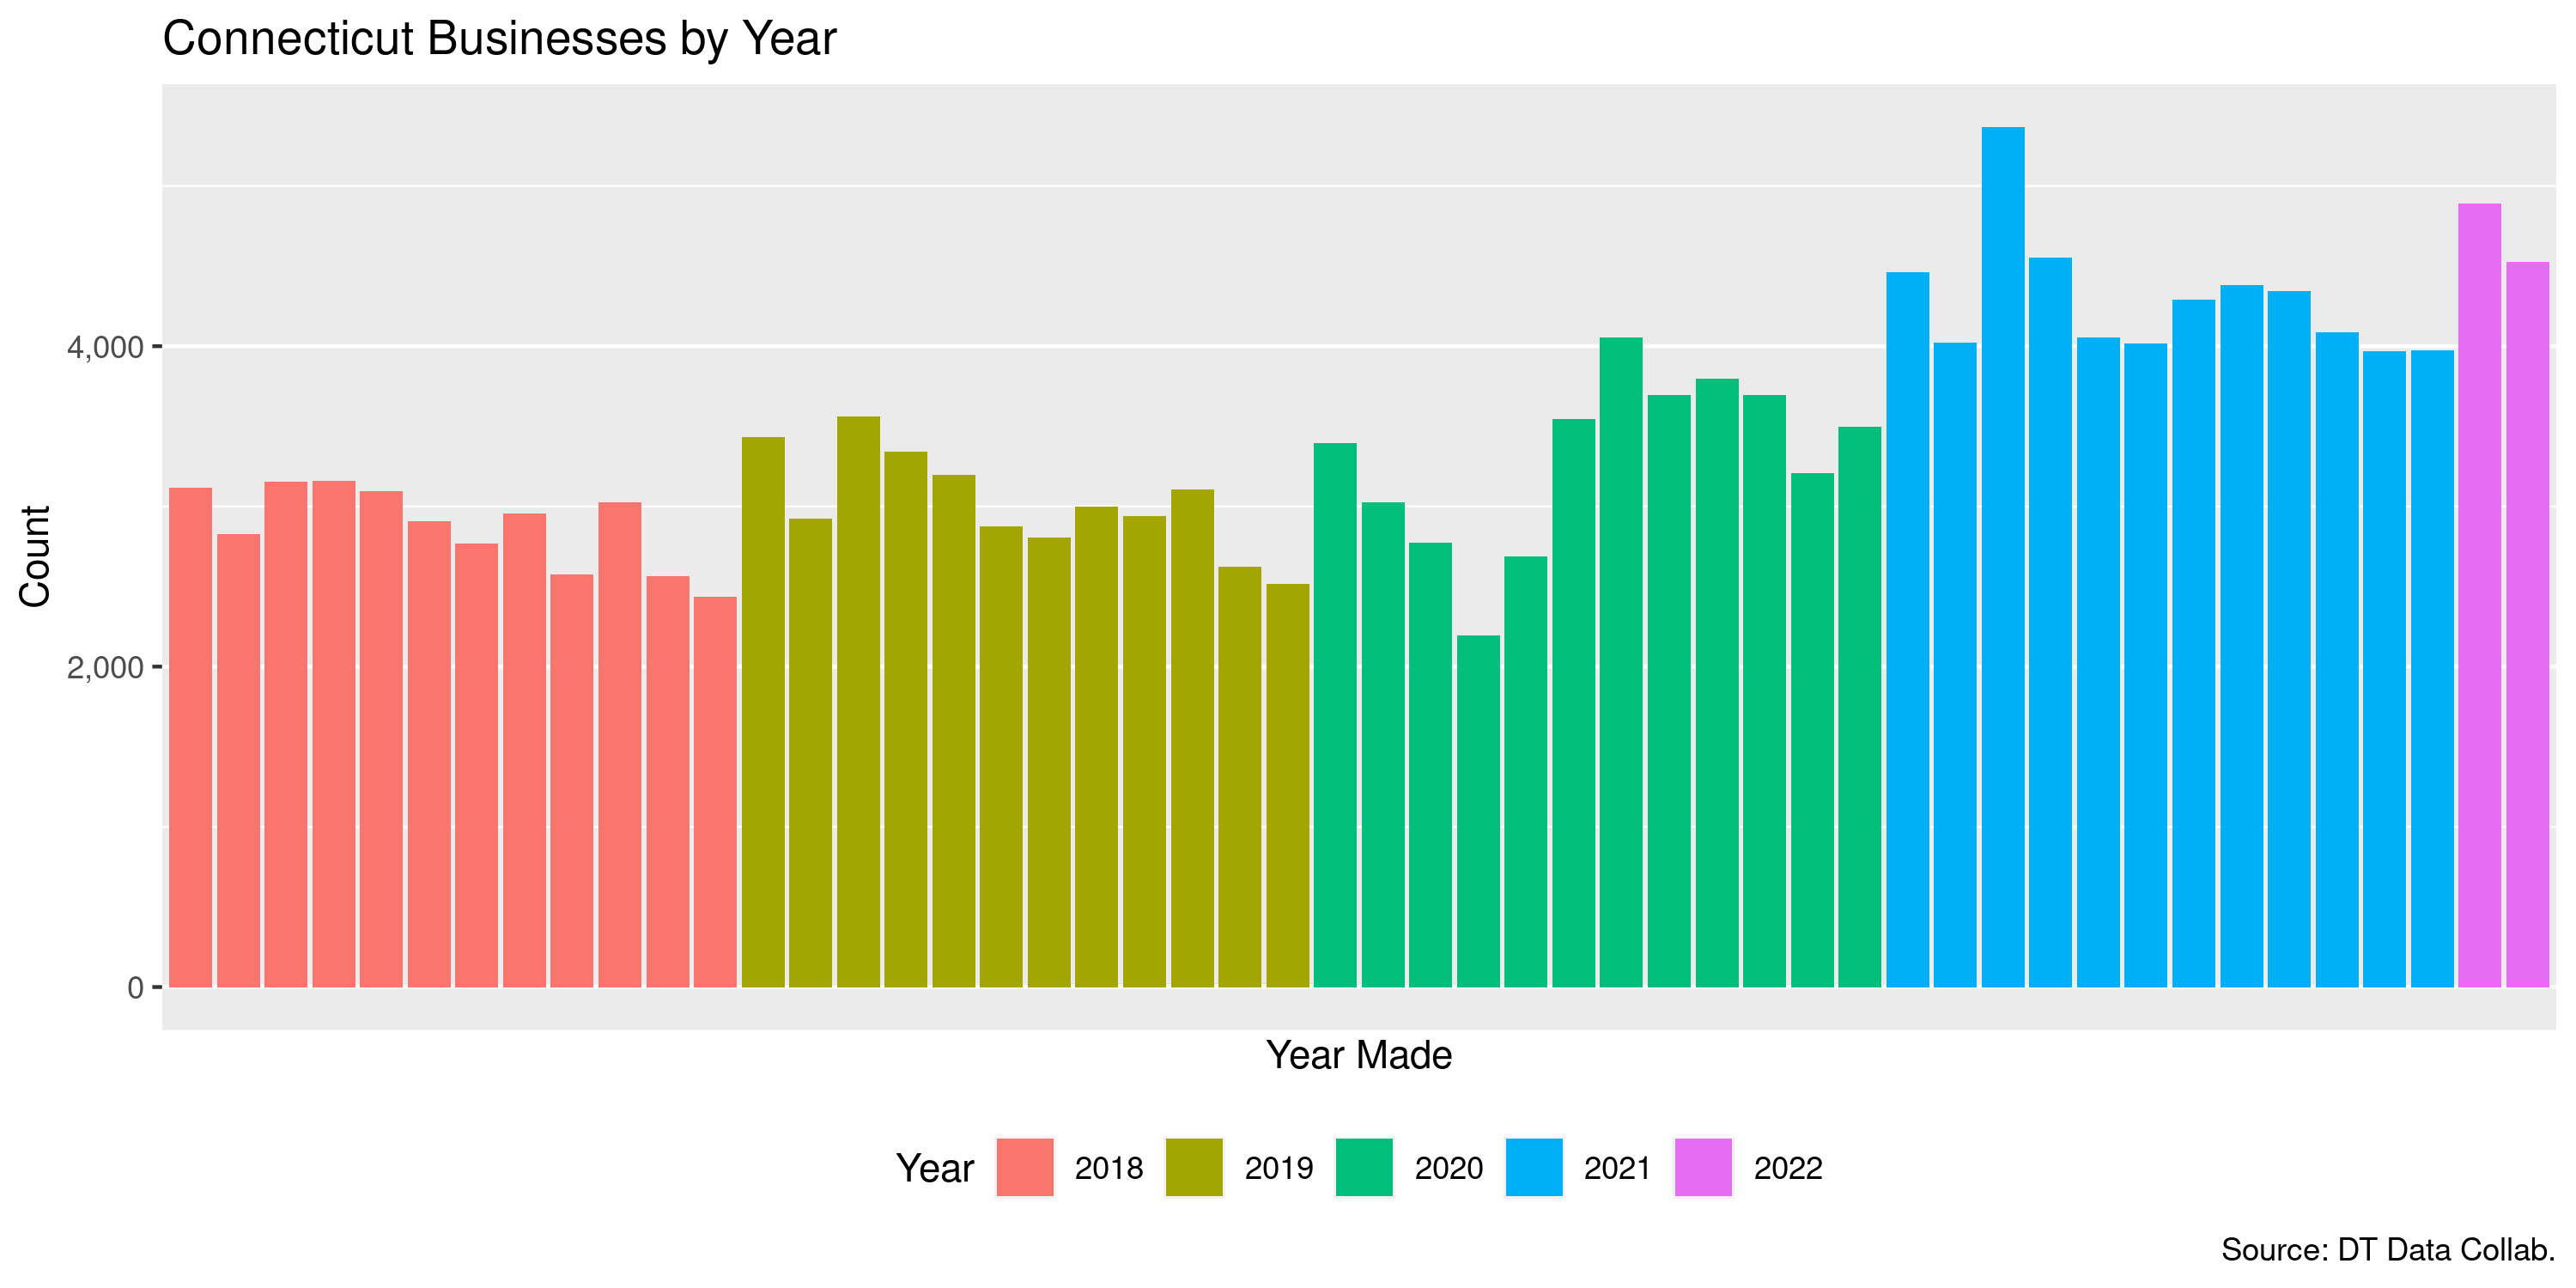 Connecticut Businesses by Year
Count
4,000
2,000
0
Year Made
Year 2018 2019 2020 2021 2022
Source: DT Data Collab.